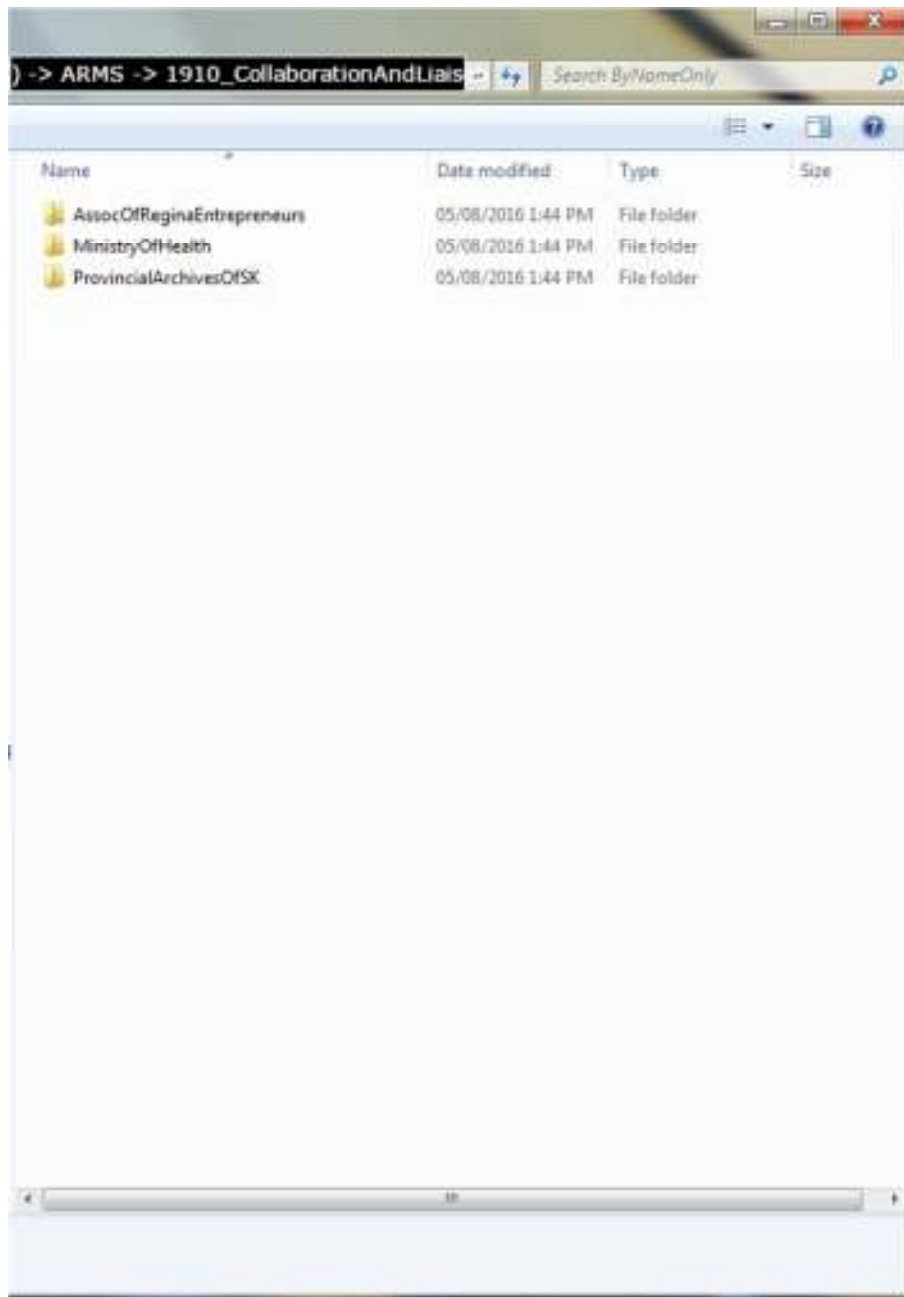 ) -> ARMS -> 1910_CollaborationAndLiais Search ByNameOnly
Name Date modified Type Size
AssocOfReginaEntrepreneurs 05/08/2016 1:44 PM File folder
MinistryOfHealth 05/08/2016 1:44 PM File folder
ProvincialArchivesOfSK 05/08/2016 1:44 PM File folder